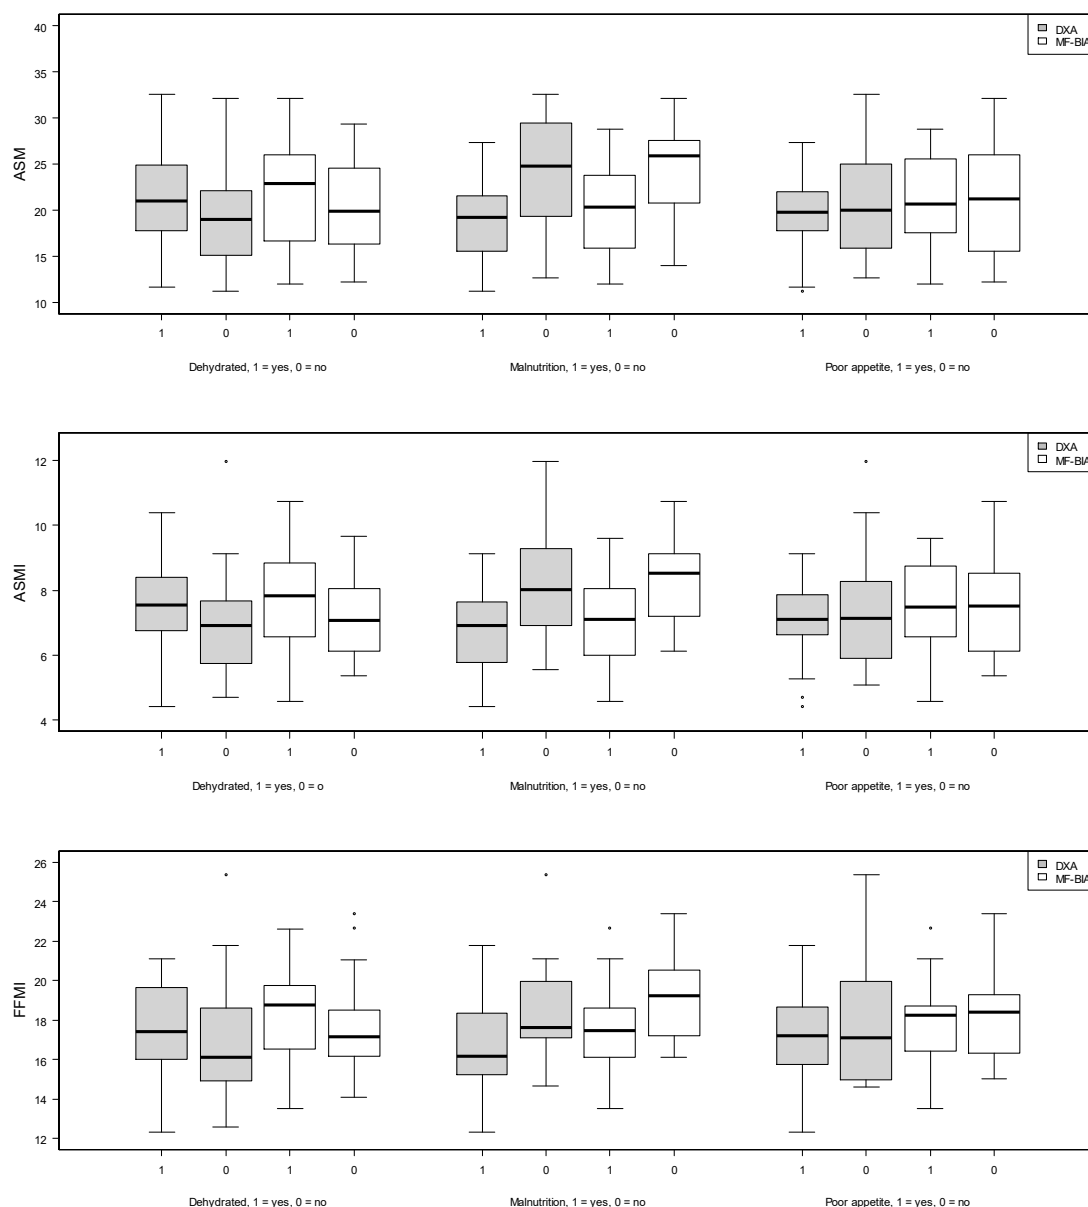 40
35
30
25
20
15
10
ASM
DXA
MF-BIA
1 0 1 0 1 0 1 0 1 0 1 0
Dehydrated, 1 = yes, 0 = no Malnutrition, 1 = yes, 0 = no Poor appetite, 1 = yes, 0 = no
12
10
8
6
4
ASMI
DXA
MF-BIA
1 0 1 0 1 0 1 0 1 0 1 0
Dehydrated, 1 = yes, 0 = o Malnutrition, 1 = yes, 0 = no Poor appetite, 1 = yes, 0 = no
26
24
22
20
18
16
14
12
FFMI
DXA
MF-BIA
1 0 1 0 1 0 1 0 1 0 1 0
Dehydrated, 1 = yes, 0 = no Malnutrition, 1 = yes, 0 = no Poor appetite, 1 = yes, 0 = no